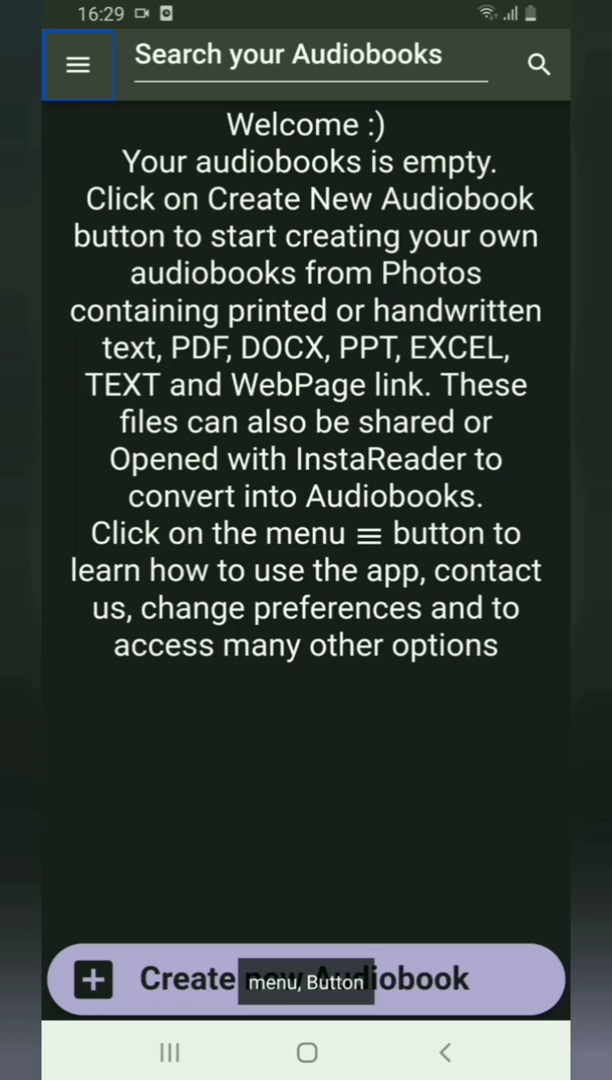 16:29
Search your Audiobooks
Welcome :)
Your audiobooks is empty.
Click on Create New Audiobook
button to start creating your own
audiobooks from Photos
containing printed or handwritten
text, PDF, DOCX, PPT, EXCEL,
TEXT and WebPage link. These
files can also be shared or
Opened with InstaReader to
convert into Audiobooks.
Click on the menu ≡ button to
learn how to use the app, contact
us, change preferences and to
access many other options
Create new Audiobook
menu, Button